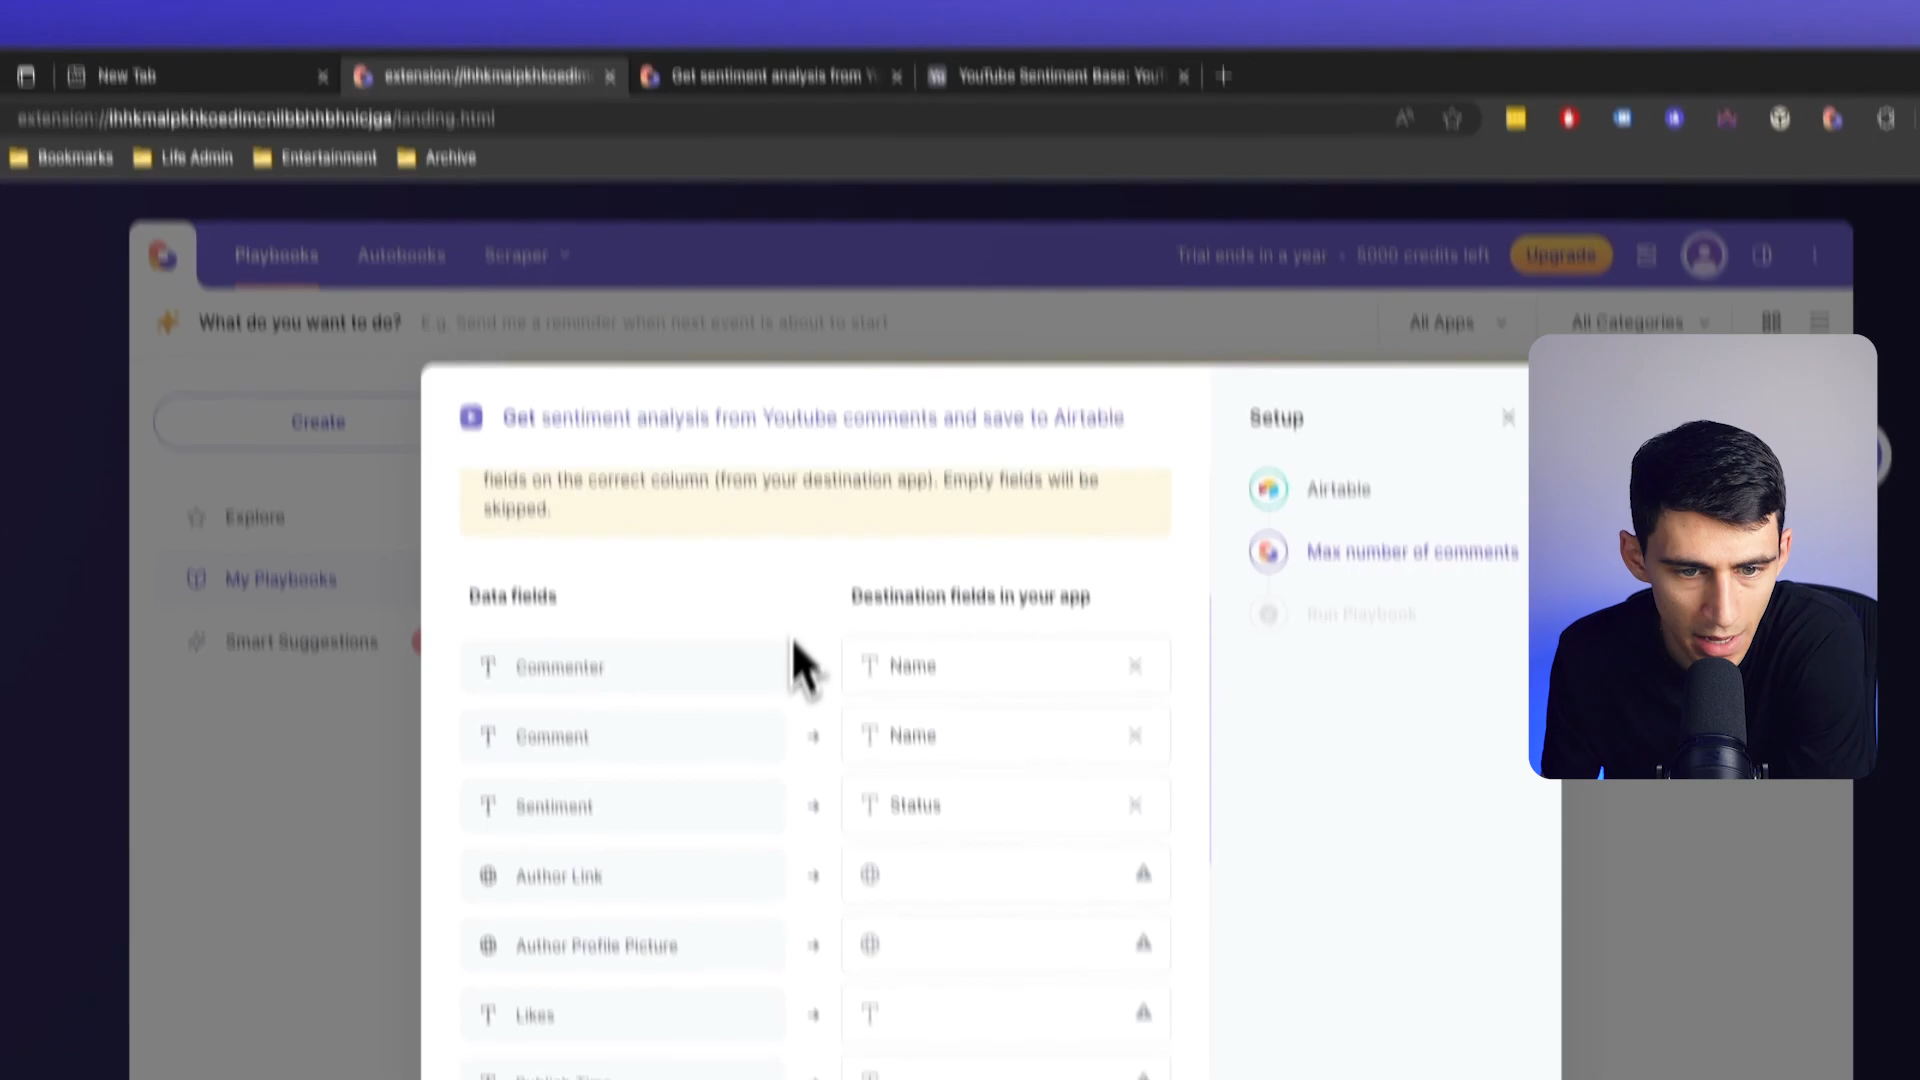 New Tab
extension://ihhkmalpkhkoedlm
Get sentiment analysis from Y
YouTube Sentiment Base: YouT
extension://ihhkmalpkhkoedlmcnilbbhhbhnicjga/landing.html
Bookmarks
Life Admin
Entertainment
Archive
Playbooks
Autobooks
Scraper
Trial ends in a year - 5000 credits left
Upgrade
What do you want to do?
E.g. Send me a reminder when next event is about to start
All Apps
All Categories
Create
Explore
My Playbooks
Smart Suggestions
Get sentiment analysis from Youtube comments and save to Airtable
fields on the correct column (from your destination app). Empty fields will be
skipped.
Data fields
Destination fields in your app
Commenter
Name
Comment
Name
Sentiment
Status
Author Link
Author Profile Picture
Likes
Publish Time
Setup
Airtable
Max number of comments
Run Playbook